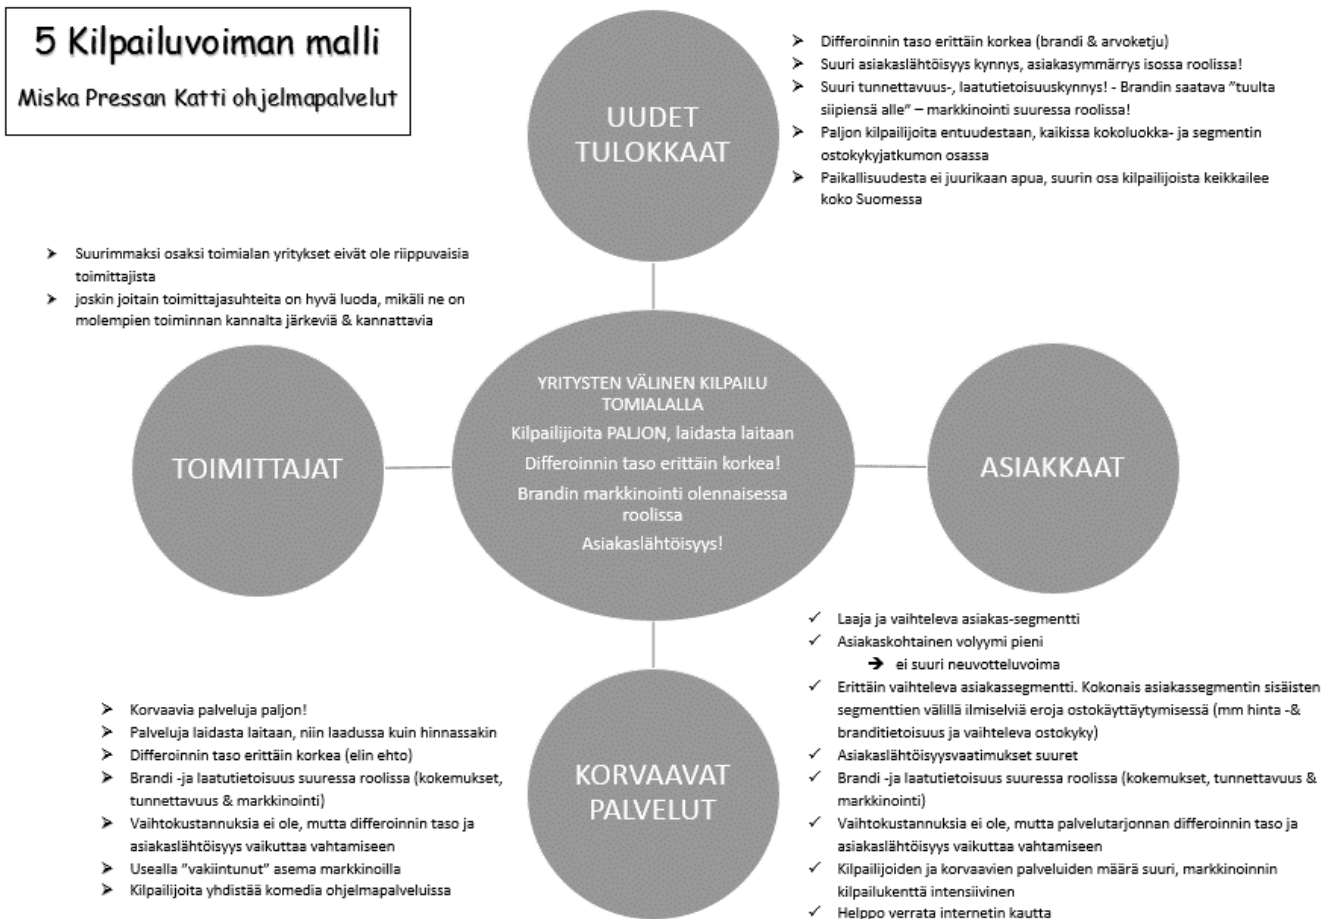 5 Kilpailuvoiman malli
Miska Pressan Katti ohjelmapalvelut
UUDET
TULOKKAAT
➤ Differoinnin taso erittäin korkea (brandi & arvoketju)
➤ Suuri asiakaslähtöisyys kynnys, asiakasymmärrys isossa roolissa!
➤ Suuri tunnettavuus-, laatutietoisuuskynnys! - Brandin saatava ”tuulta
siipiensä alle” – markkinointi suuressa roolissa!
➤ Paljon kilpailijoita entuudestaan, kaikissa kokoluokka- ja segmentin
ostokykyjatkumon osassa
➤ Paikallisuudesta ei juurikaan apua, suurin osa kilpailijoista keikkailee
koko Suomessa
➤ Suurimmaksi osaksi toimialan yritykset eivät ole riippuvaisia
toimittajista
➤ joskin joitain toimittajasuhteita on hyvä luoda, mikäli ne on
molempien toiminnan kannalta järkeviä & kannattavia
TOIMITTAJAT
YRITYSTEN VÄLINEN KILPAILU
TOMIALALLA
Kilpailijioita PALJON, laidasta laitaan
Differoinnin taso erittäin korkea!
Brandin markkinointi olennaisessa
roolissa
Asiakaslähtöisyys!
ASIAKKAAT
✓ Laaja ja vaihteleva asiakas-segmentti
✓ Asiakaskohtainen volyymi pieni
➔ ei suuri neuvotteluvoima
✓ Erittäin vaihteleva asiakassegmentti. Kokonais asiakassegmentin sisäisten
segmenttien välillä ilmiselviä eroja ostokäyttäytymisessä (mm hinta -&
branditietoisuus ja vaihteleva ostokyky)
✓ Asiakaslähtöisyysvaatimukset suuret
✓ Brandi -ja laatutietoisuus suuressa roolissa (kokemukset, tunnettavuus &
markkinointi)
✓ Vaihtokustannuksia ei ole, mutta palvelutarjonnan differoinnin taso ja
asiakaslähtöisyys vaikuttaa vahtamiseen
✓ Kilpailijoiden ja korvaavien palveluiden määrä suuri, markkinoinnin
kilpailukenttä intensiivinen
✓ Helppo verrata internetin kautta
➤ Korvaavia palveluja paljon!
➤ Palveluja laidasta laitaan, niin laadussa kuin hinnassakin
➤ Differoinnin taso erittäin korkea (elin ehto)
➤ Brandi -ja laatutietoisuus suuressa roolissa (kokemukset,
tunnettavuus & markkinointi)
➤ Vaihtokustannuksia ei ole, mutta differoinnin taso ja
asiakaslähtöisyys vaikuttaa vahtamiseen
➤ Usealla ”vakiintunut” asema markkinoilla
➤ Kilpailijoita yhdistää komedia ohjelmapalveluissa
KORVAAVAT
PALVELUT